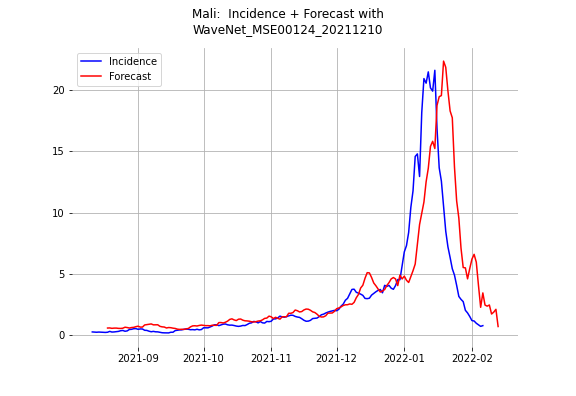 Mali:  Incidence + Forecast with
WaveNet_MSE00124_20211210
Incidence
Forecast
20
15
10
5
0
2021-09 2021-10 2021-11 2021-12 2022-01 2022-02